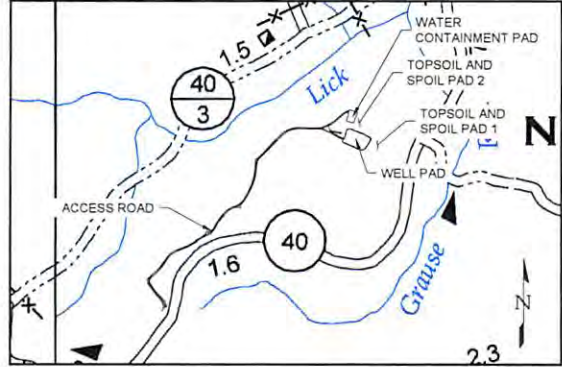 WATER
CONTAINMENT PAD
1.5
40
3
Lick
TOPSOIL AND
SPOIL PAD 2
TOPSOIL AND
SPOIL PAD 1
N
WELL PAD
ACCESS ROAD
40
1.6
Grause
N
2.3